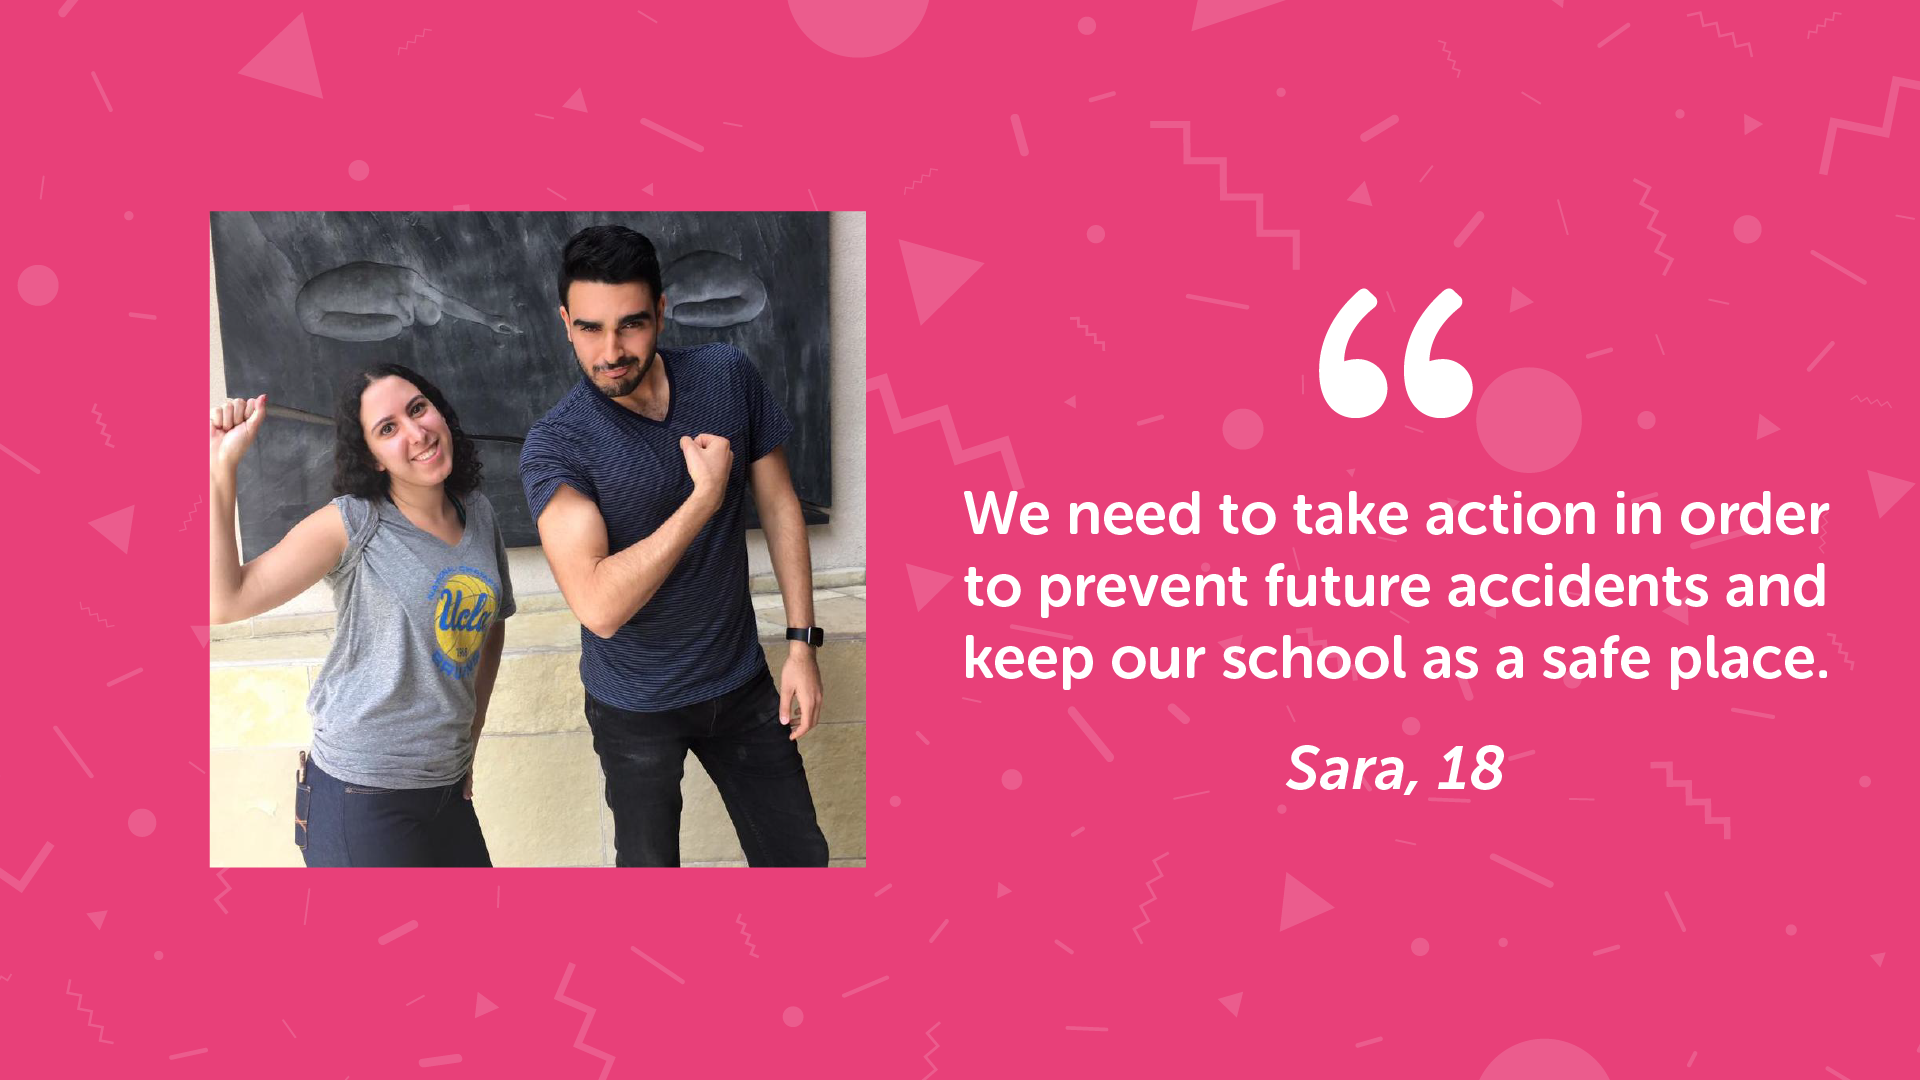 Ucla
“
We need to take action in order
to prevent future accidents and
keep our school as a safe place.
Sara, 18